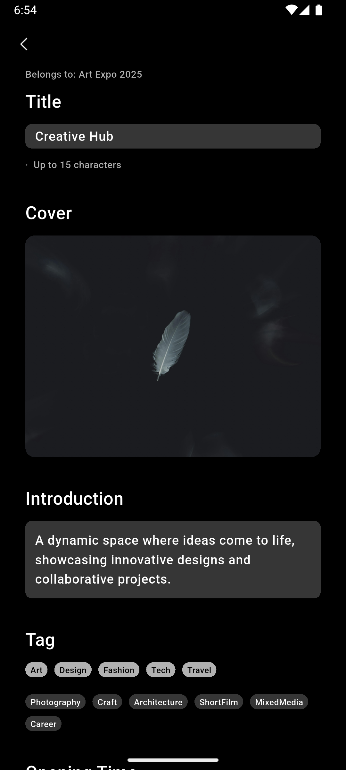 6:54
Belongs to: Art Expo 2025
Title
Creative Hub
· Up to 15 characters
Cover
Introduction
A dynamic space where ideas come to life,
showcasing innovative designs and
collaborative projects.
Tag
Art Design Fashion Tech Travel
Photography Craft Architecture ShortFilm MixedMedia
Career
Opening Time